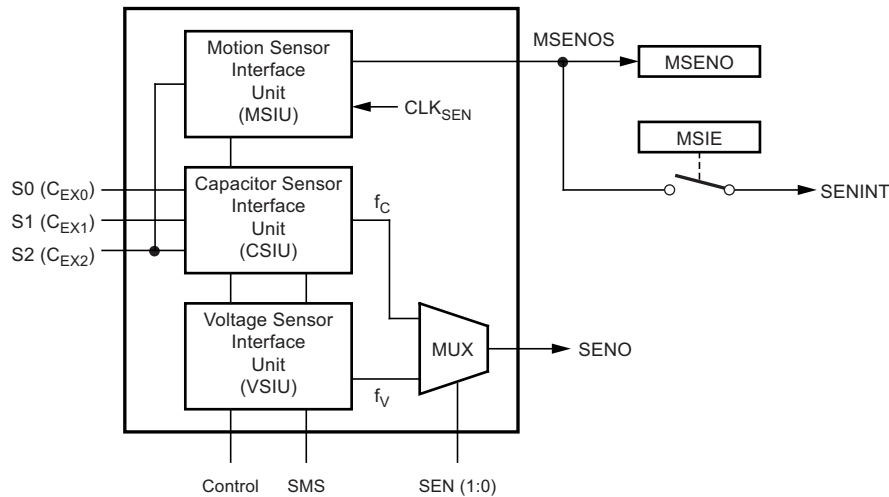 Motion Sensor
Interface
Unit
(MSIU)
MSENOS
MSENO
CLKSEN
MSIE
SENINT
S0 (CEX0)
S1 (CEX1)
S2 (CEX2)
Capacitor Sensor
Interface
Unit
(CSIU)
fC
Voltage Sensor
Interface
Unit
(VSIU)
MUX
SENO
fV
Control
SMS
SEN (1:0)